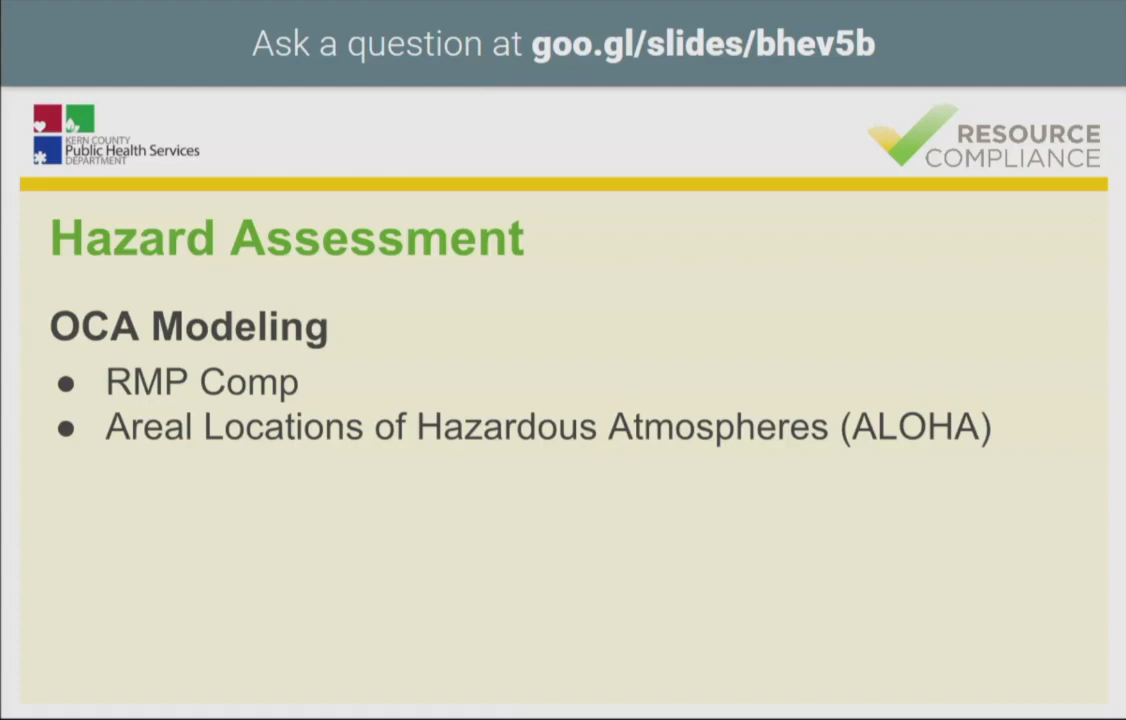 Ask a question at goo.gl/slides/bhev5b
KERN COUNTY
Public Health Services
DEPARTMENT
RESOURCE
COMPLIANCE
Hazard Assessment
OCA Modeling
● RMP Comp
● Areal Locations of Hazardous Atmospheres (ALOHA)